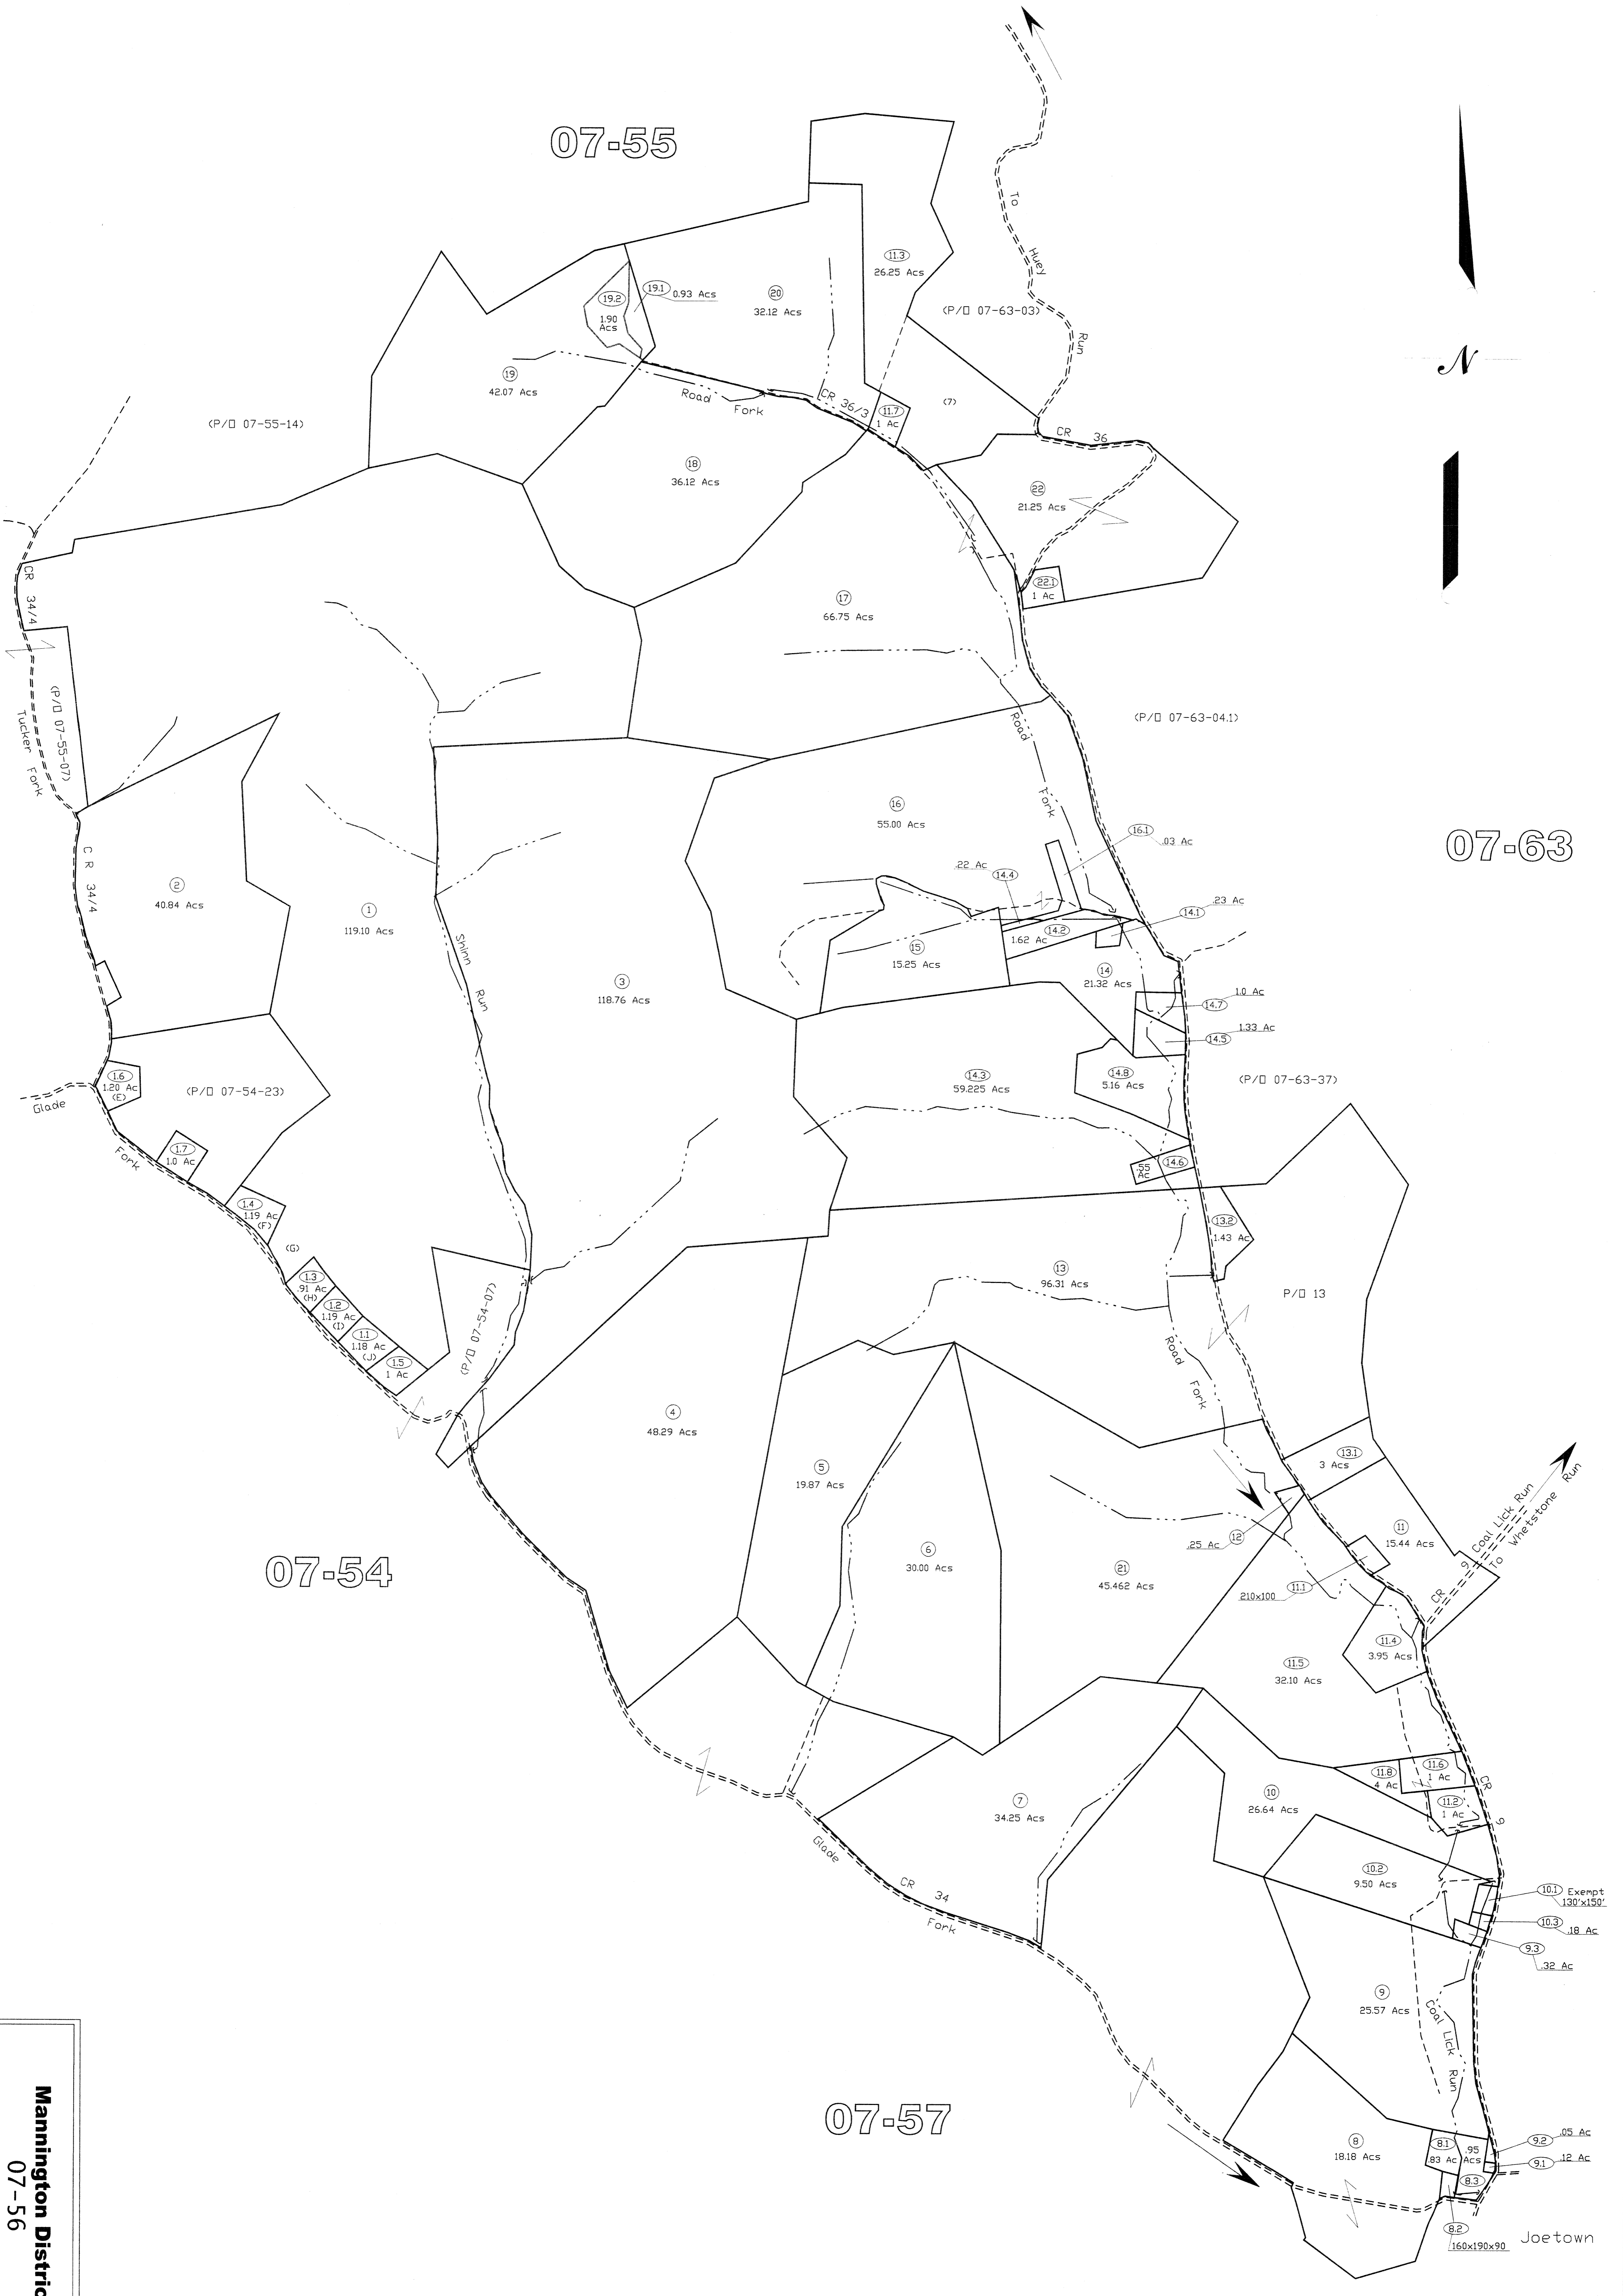 07-55
To
Huey
Run
11.3
26.25 Acs
(P/□ 07-63-03)
19.2
1.90
Acs
19.1
0.93 Acs
20
32.12 Acs
N
19
42.07 Acs
Road
Fork
CR 36/3
11.7
1 Ac
(7)
(P/□ 07-55-14)
CR 36
18
36.12 Acs
22
21.25 Acs
CR 34/4
22.1
1 Ac
17
66.75 Acs
(P/□ 07-55-07)
Tucker Fork
Road
Fork
(P/□ 07-63-04.1)
16
55.00 Acs
16.1
.03 Ac
07-63
C R 34/4
2
40.84 Acs
1
119.10 Acs
.22 Ac
14.4
14.1
.23 Ac
1.62 Ac
14.2
Shinn
Run
15
15.25 Acs
3
118.76 Acs
14
21.32 Acs
14.7
1.0 Ac
14.5
1.33 Ac
1.6
1.20 Ac
(E)
(P/□ 07-54-23)
14.3
59.225 Acs
14.8
5.16 Acs
(P/□ 07-63-37)
Glade
Fork
1.7
1.0 Ac
.55
Ac
14.6
1.4
1.19 Ac
(F)
13.2
1.43 Ac
(G)
13
96.31 Acs
P/□ 13
1.3
.91 Ac
(H)
1.2
1.19 Ac
(I)
1.1
1.18 Ac
(J)
1.5
1 Ac
(P/□ 07-54-07)
Road
Fork
4
48.29 Acs
13.1
3 Acs
5
19.87 Acs
CR 9 Coal Lick Run
To Whetstone Run
12
.25 Ac
11
15.44 Acs
6
30.00 Acs
07-54
21
45.462 Acs
11.1
210x100
11.4
3.95 Acs
11.5
32.10 Acs
11.8
4 Ac
11.6
1 Ac
CR 9
11.2
1 Ac
7
34.25 Acs
10
26.64 Acs
Glade
CR 34
Fork
10.2
9.50 Acs
10.1
Exempt
130'x150'
10.3
.18 Ac
9.3
.32 Ac
9
25.57 Acs
Coal Lick Run
Mannington Distric
07-56
07-57
8
18.18 Acs
8.1
.83 Ac
.95
Acs
8.3
9.2
.05 Ac
9.1
.12 Ac
8.2
160x190x90
Joetown